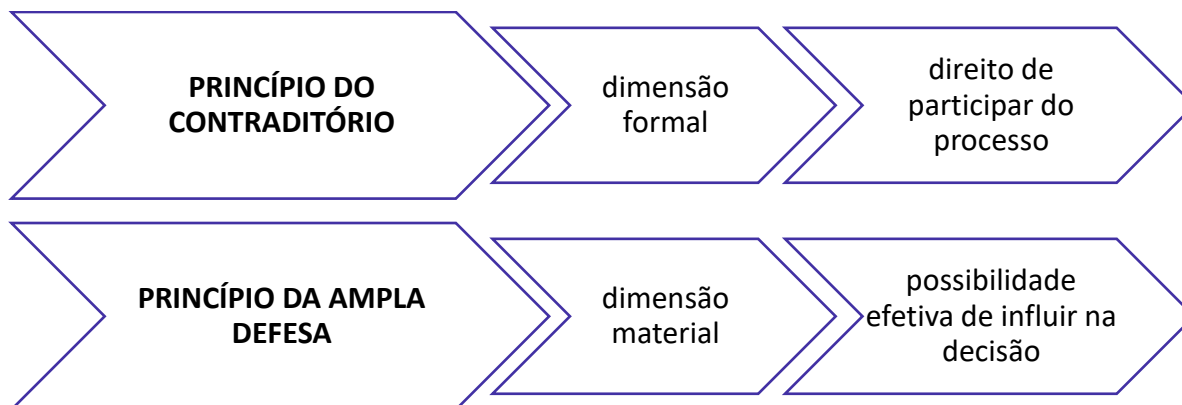 PRINCÍPIO DO
CONTRADITÓRIO
dimensão
formal
direito de
participar do
processo
PRINCÍPIO DA AMPLA
DEFESA
dimensão
material
possibilidade
efetiva de influir na
decisão